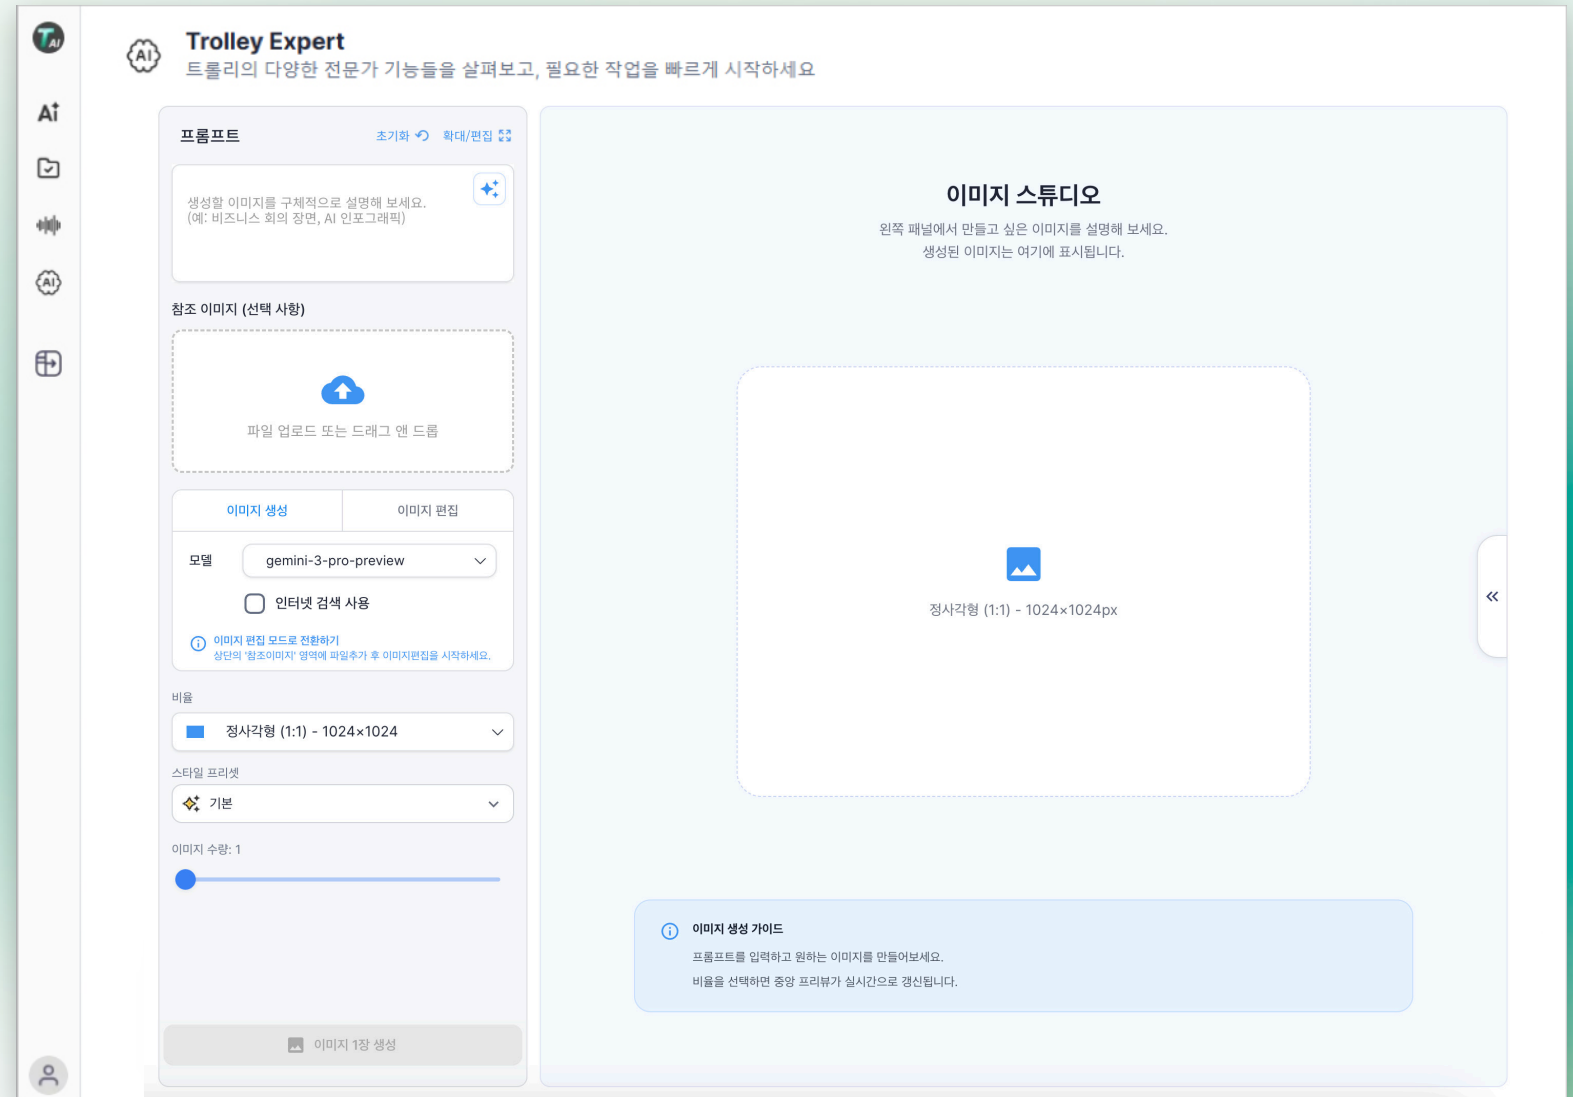 TAI
Trolley Expert
트롤리의 다양한 전문가 기능들을 살펴보고, 필요한 작업을 빠르게 시작하세요
Ai
AI
AI
프롬프트
초기화
확대/편집
생성할 이미지를 구체적으로 설명해 보세요.
(예: 비즈니스 회의 장면, AI 인포그래픽)
참조 이미지 (선택 사항)
파일 업로드 또는 드래그 앤 드롭
이미지 생성
이미지 편집
모델
gemini-3-pro-preview
인터넷 검색 사용
이미지 편집 모드로 전환하기
상단의 '참조이미지' 영역에 파일추가 후 이미지편집을 시작하세요.
비율
정사각형 (1:1) - 1024×1024
스타일 프리셋
기본
이미지 수량: 1
이미지 1장 생성
이미지 스튜디오
왼쪽 패널에서 만들고 싶은 이미지를 설명해 보세요.
생성된 이미지는 여기에 표시됩니다.
정사각형 (1:1) - 1024×1024px
이미지 생성 가이드
프롬프트를 입력하고 원하는 이미지를 만들어보세요.
비율을 선택하면 중앙 프리뷰가 실시간으로 갱신됩니다.